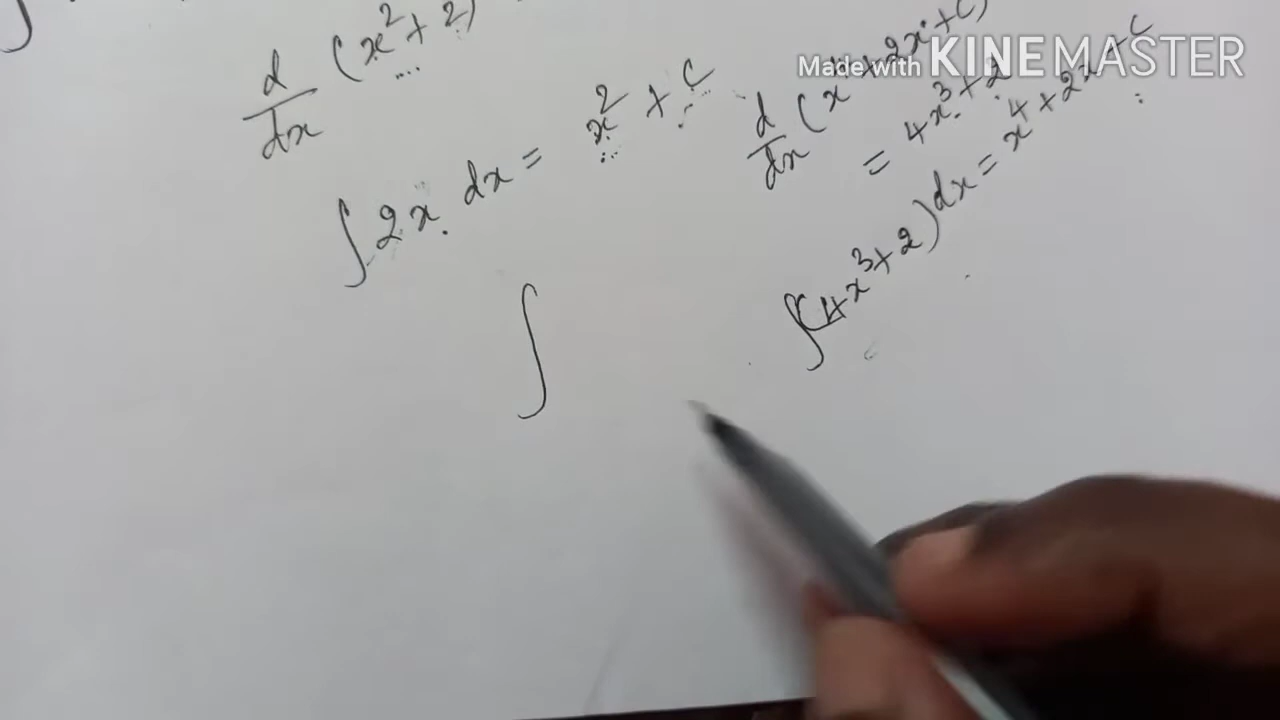 d/dx (x² + 2)
∫ 2x dx = x² + c
d/dx (x⁴ + 2x + c)
= 4x³ + 2
∫(4x³ + 2) dx = x⁴ + 2x + c
∫
Made with KINEMASTER